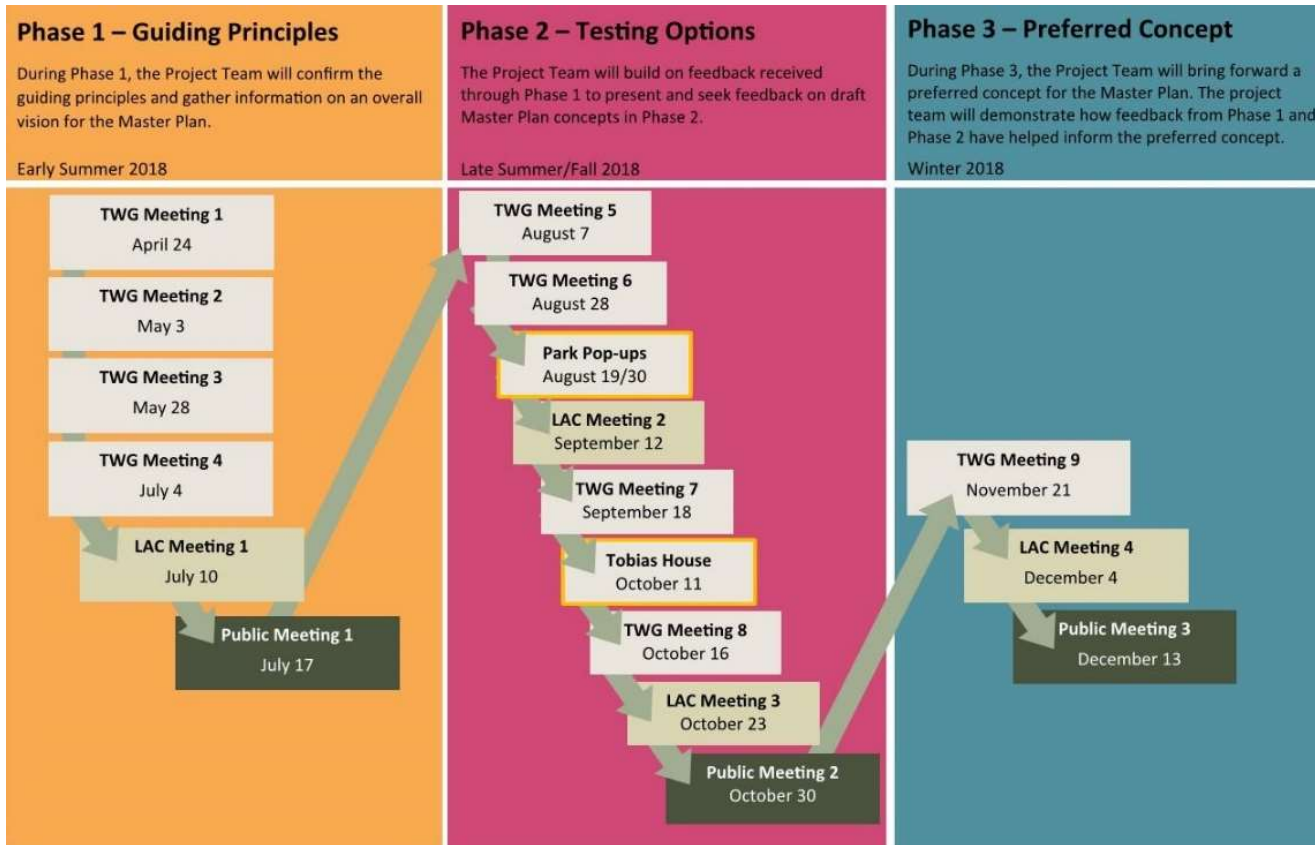 Phase 1 – Guiding Principles
During Phase 1, the Project Team will confirm the
guiding principles and gather information on an overall
vision for the Master Plan.
Early Summer 2018
TWG Meeting 1
April 24
TWG Meeting 2
May 3
TWG Meeting 3
May 28
TWG Meeting 4
July 4
LAC Meeting 1
July 10
Public Meeting 1
July 17
Phase 2 – Testing Options
The Project Team will build on feedback received
through Phase 1 to present and seek feedback on draft
Master Plan concepts in Phase 2.
Late Summer/Fall 2018
TWG Meeting 5
August 7
TWG Meeting 6
August 28
Park Pop-ups
August 19/30
LAC Meeting 2
September 12
TWG Meeting 7
September 18
Tobias House
October 11
TWG Meeting 8
October 16
LAC Meeting 3
October 23
Public Meeting 2
October 30
Phase 3 – Preferred Concept
During Phase 3, the Project Team will bring forward a
preferred concept for the Master Plan. The project
team will demonstrate how feedback from Phase 1 and
Phase 2 have helped inform the preferred concept.
Winter 2018
TWG Meeting 9
November 21
LAC Meeting 4
December 4
Public Meeting 3
December 13